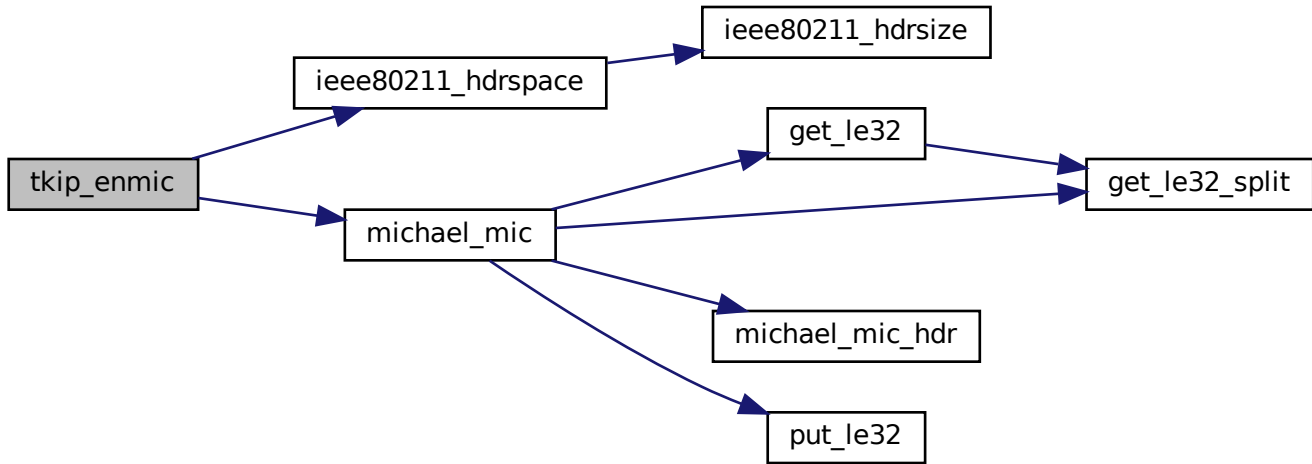 ieee80211_hdrsize
ieee80211_hdrspace
get_le32
tkip_enmic
get_le32_split
michael_mic
michael_mic_hdr
put_le32